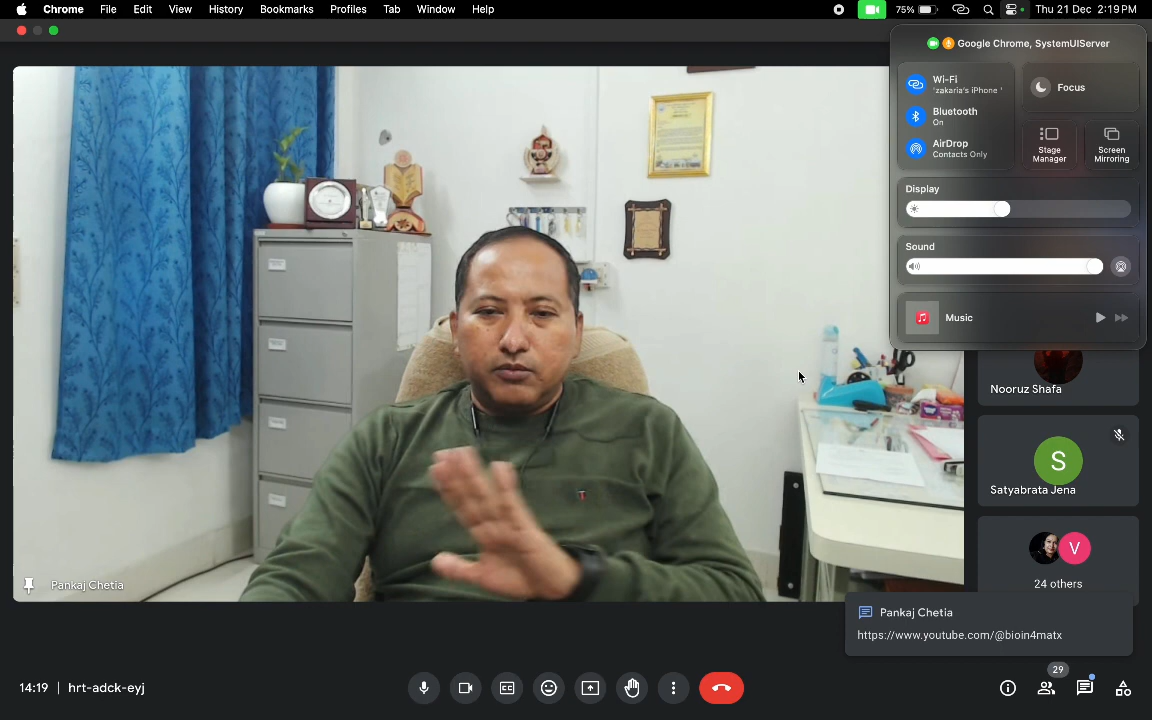 Chrome File Edit View History Bookmarks Profiles Tab Window Help 75% Thu 21 Dec 2:19 PM
Google Chrome, SystemUIServer
Wi-Fi
'zakaria's iPhone '
Focus
Bluetooth
On
AirDrop
Contacts Only
Stage
Manager
Screen
Mirroring
Display
Sound
Music
Nooruz Shafa
S
Satyabrata Jena
V
24 others
Pankaj Chetia
Pankaj Chetia
https://www.youtube.com/@bioin4matx
14:19 | hrt-adck-eyj
29